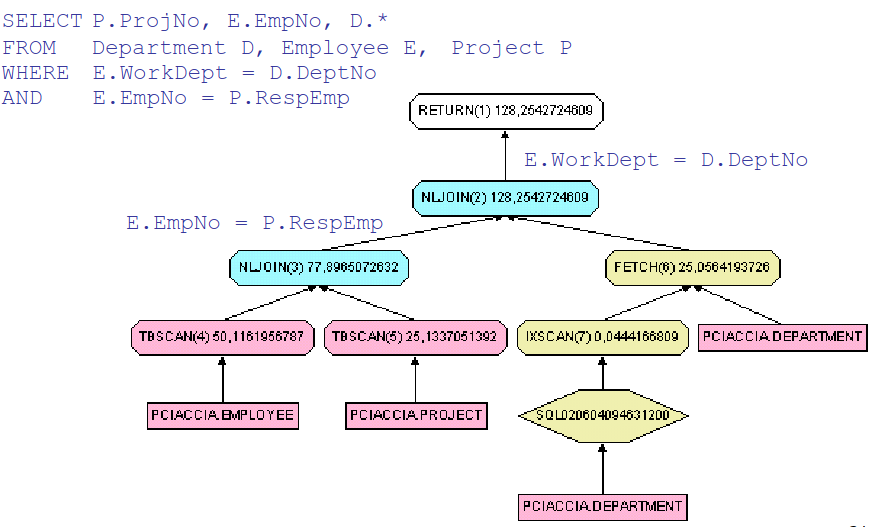 SELECT P.ProjNo, E.EmpNo, D.*
FROM Department D, Employee E, Project P
WHERE E.WorkDept = D.DeptNo
AND E.EmpNo = P.RespEmp
RETURN(1) 128,2542724609
E.WorkDept = D.DeptNo
NLJOIN(2) 128,2542724609
E.EmpNo = P.RespEmp
NLJOIN(3) 77,8965072632
FETCH(6) 25,0564193726
TBSCAN(4) 50,1161956787
TBSCAN(5) 25,1337051392
IXSCAN(7) 0,0444166809
PCIACCIA.DEPARTMENT
PCIACCIA.EMPLOYEE
PCIACCIA.PROJECT
SQL020604094631200
PCIACCIA.DEPARTMENT